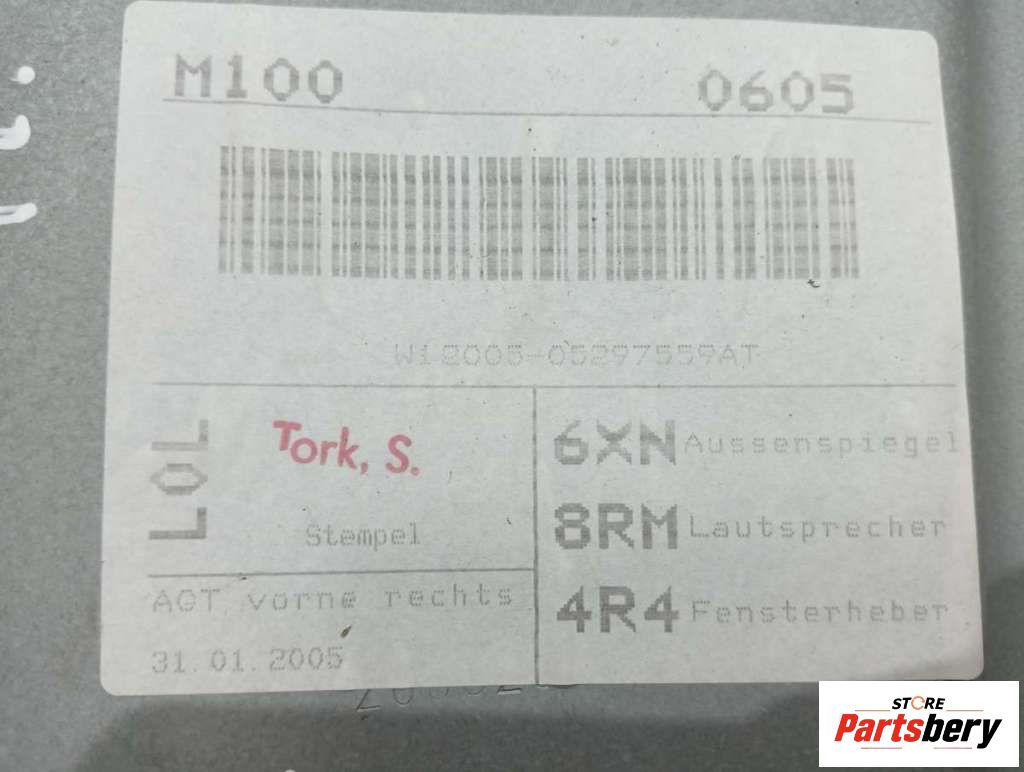 M100 0605
W12005-05297559AT
L0L
Tork, S.
Stempel
AGT vorne rechts
31.01.2005
6XN Aussenspiegel
8RM Lautsprecher
4R4 Fensterheber
STORE
Partsbery